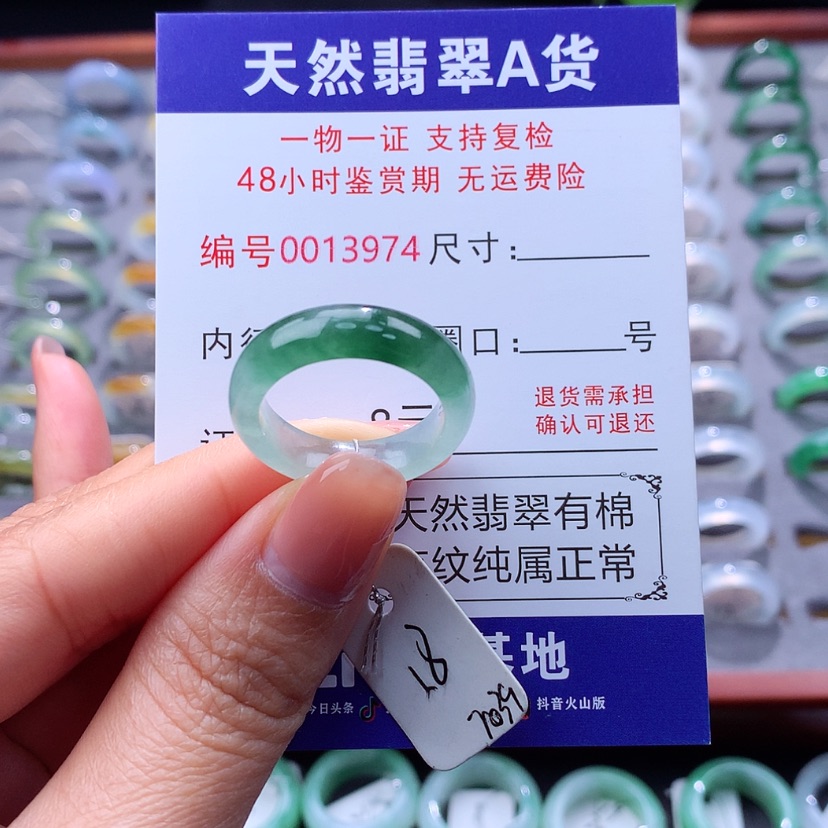 天然翡翠A货
一物一证 支持复检
48小时鉴赏期 无运费险
编号0013974 尺寸:
内 口: 号
退货需承担
确认可退还
天然翡翠有棉
纹纯属正常
基地
今日头条 抖音火山版